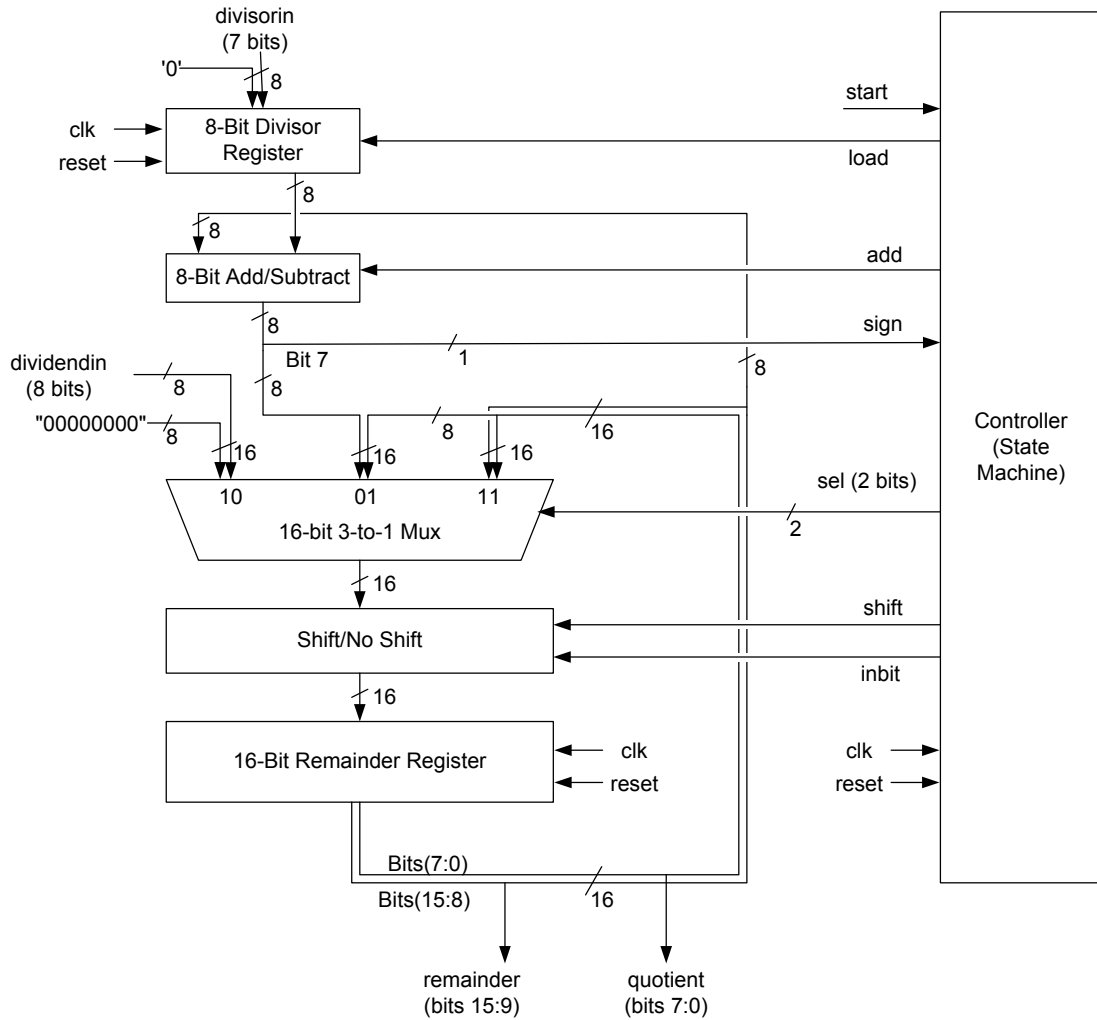 divisorin
(7 bits)
'0'
8
8-Bit Divisor
Register
clk
reset
start
load
8
8
8-Bit Add/Subtract
add
8
sign
Bit 7
1
8
8
dividendin
(8 bits)
8
"00000000"
8
16
16
8
16
16
10
01
11
16-bit 3-to-1 Mux
sel (2 bits)
2
Controller
(State
Machine)
16
Shift/No Shift
shift
inbit
16
16-Bit Remainder Register
clk
reset
clk
reset
Bits(7:0)
Bits(15:8)
16
remainder
(bits 15:9)
quotient
(bits 7:0)